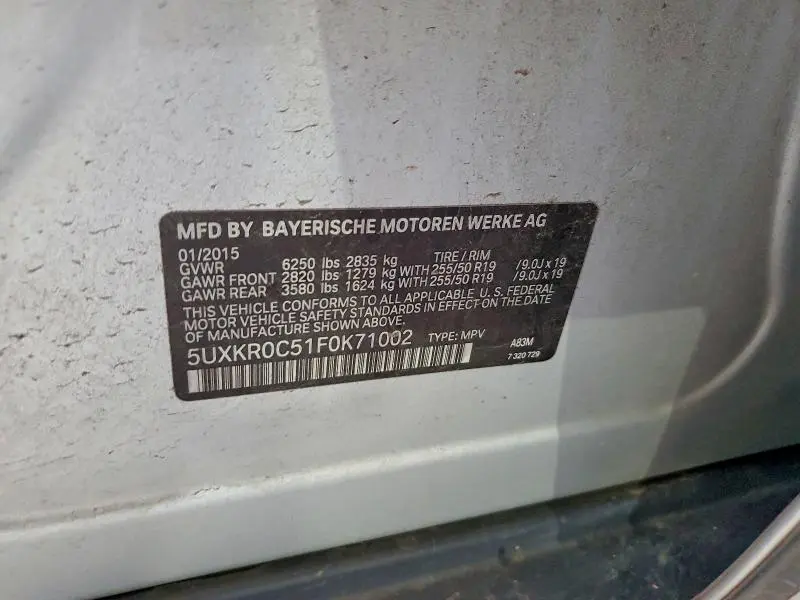 MFD BY BAYERISCHE MOTOREN WERKE AG
01/2015 TIRE / RIM
GVWR 6250 lbs 2835 kg
GAWR FRONT 2820 lbs 1279 kg WITH 255/50 R19 /9.0J x 19
GAWR REAR 3580 lbs 1624 kg WITH 255/50 R19 /9.0J x 19
THIS VEHICLE CONFORMS TO ALL APPLICABLE U. S. FEDERAL
MOTOR VEHICLE SAFETY STANDARDS IN EFFECT ON THE DATE
OF MANUFACTURE SHOWN ABOVE.
5UXKR0C51F0K71002 TYPE: MPV A83M
7 320 729